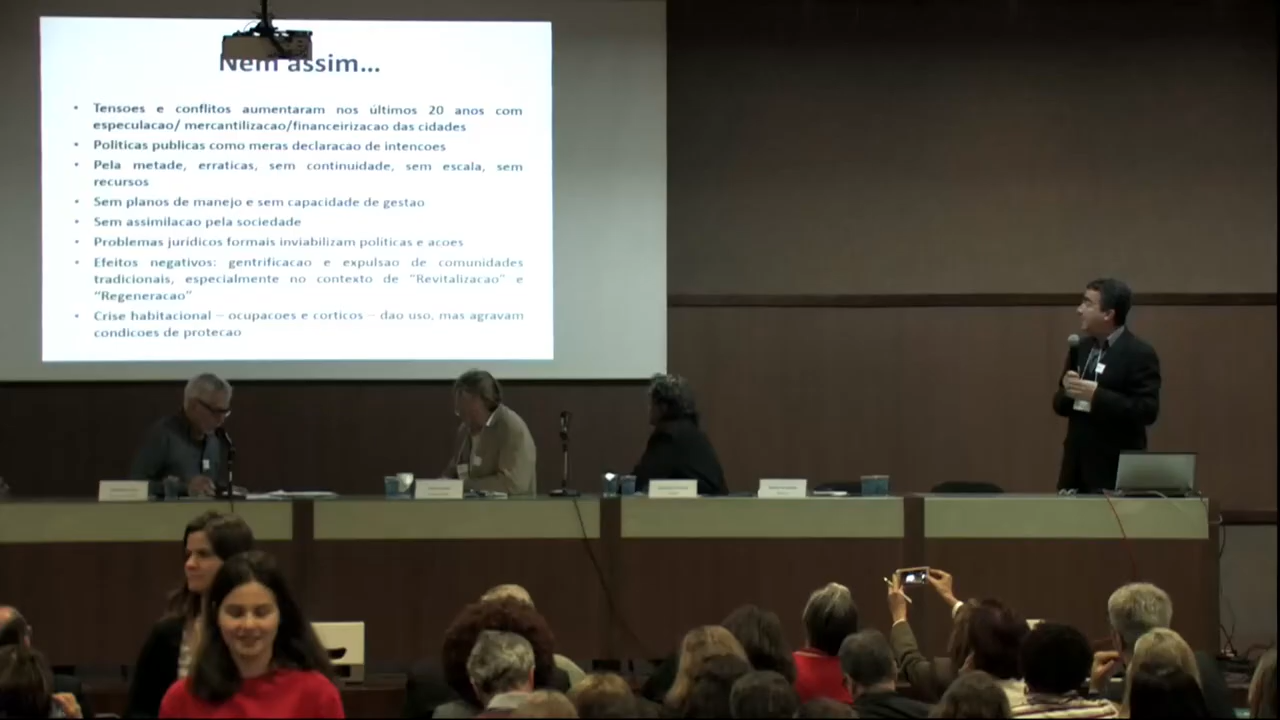 Nem assim...
• Tensoes e conflitos aumentaram nos últimos 20 anos com
especulacao/ mercantilizacao/financeirizacao das cidades
• Politicas publicas como meras declaracao de intencoes
• Pela metade, erraticas, sem continuidade, sem escala, sem
recursos
• Sem planos de manejo e sem capacidade de gestao
• Sem assimilacao pela sociedade
• Problemas jurídicos formais inviabilizam politicas e acoes
• Efeitos negativos: gentrificacao e expulsao de comunidades
tradicionais, especialmente no contexto de “Revitalizacao” e
“Regeneracao”
• Crise habitacional – ocupacoes e corticos – dao uso, mas agravam
condicoes de protecao